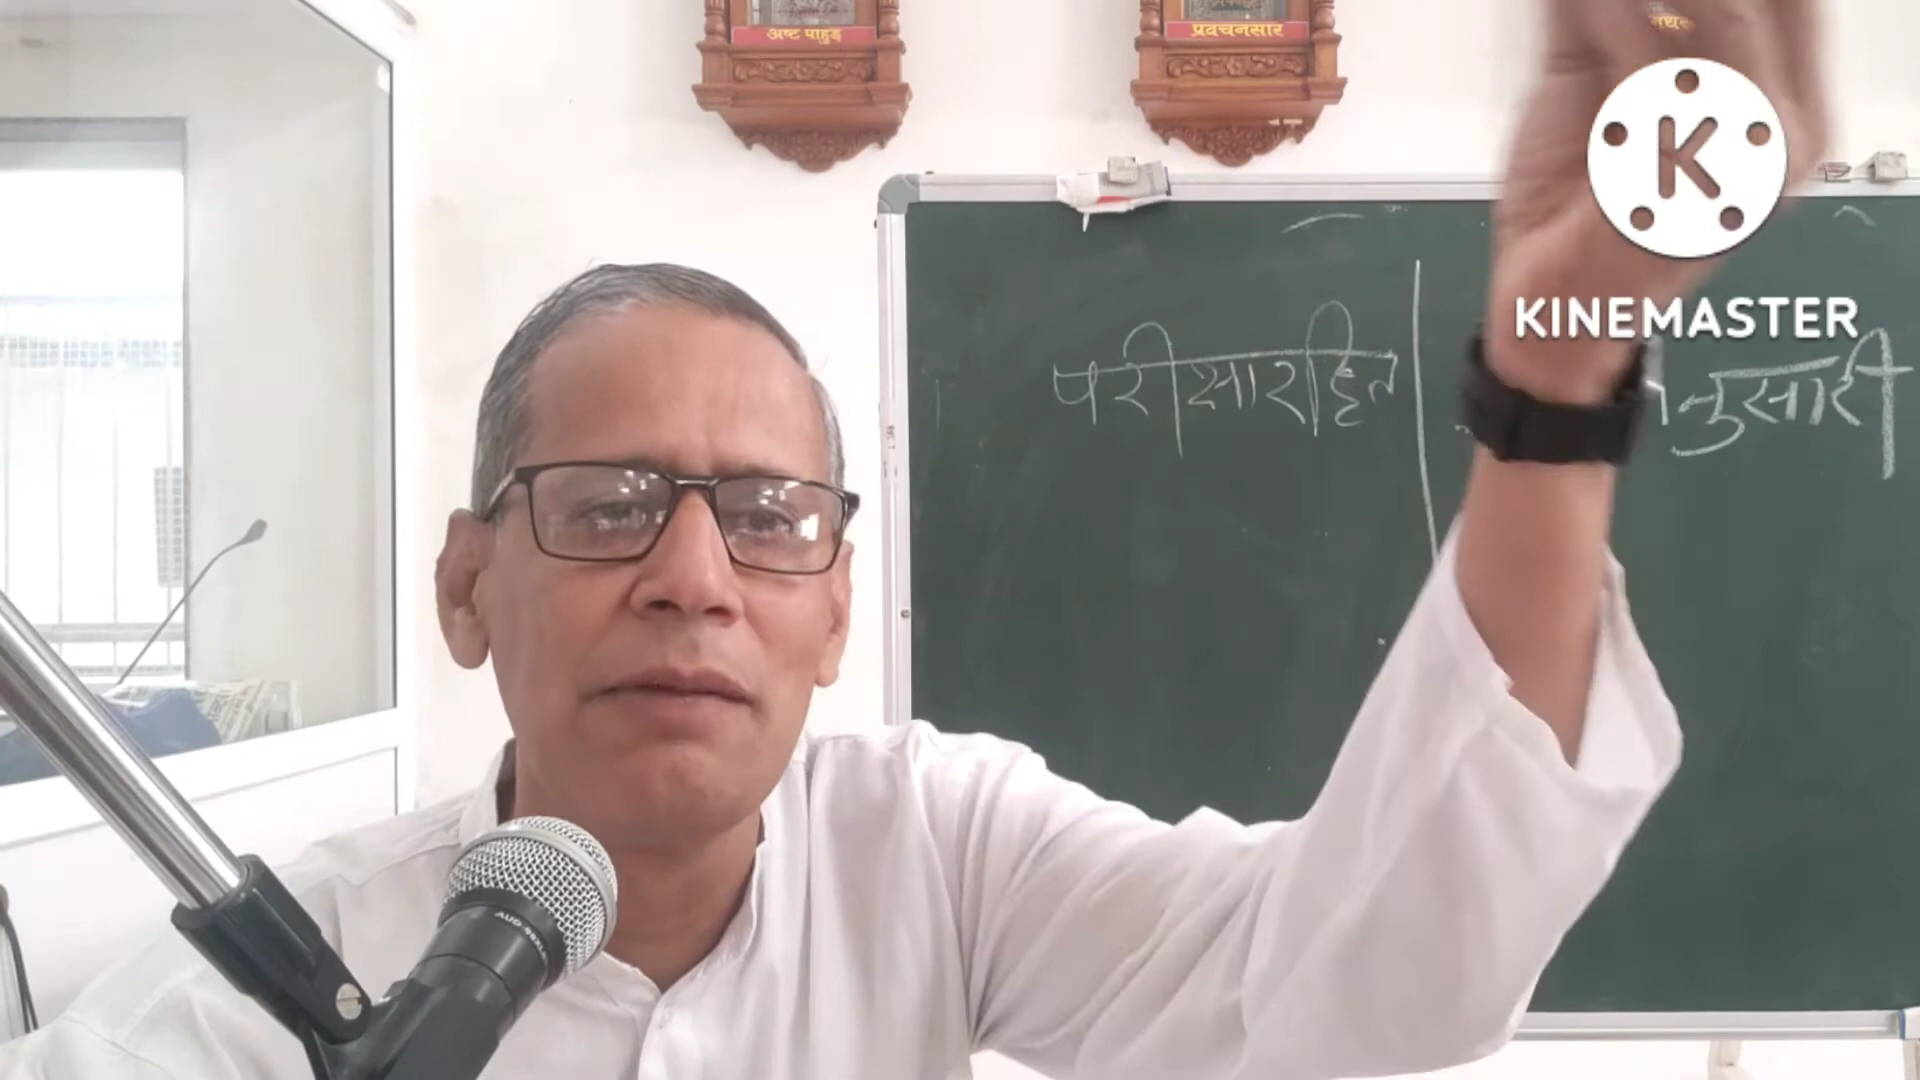 अष्ट पाहुड़
प्रवचनसार
K
KINEMASTER
परीक्षारहित
नुसारी